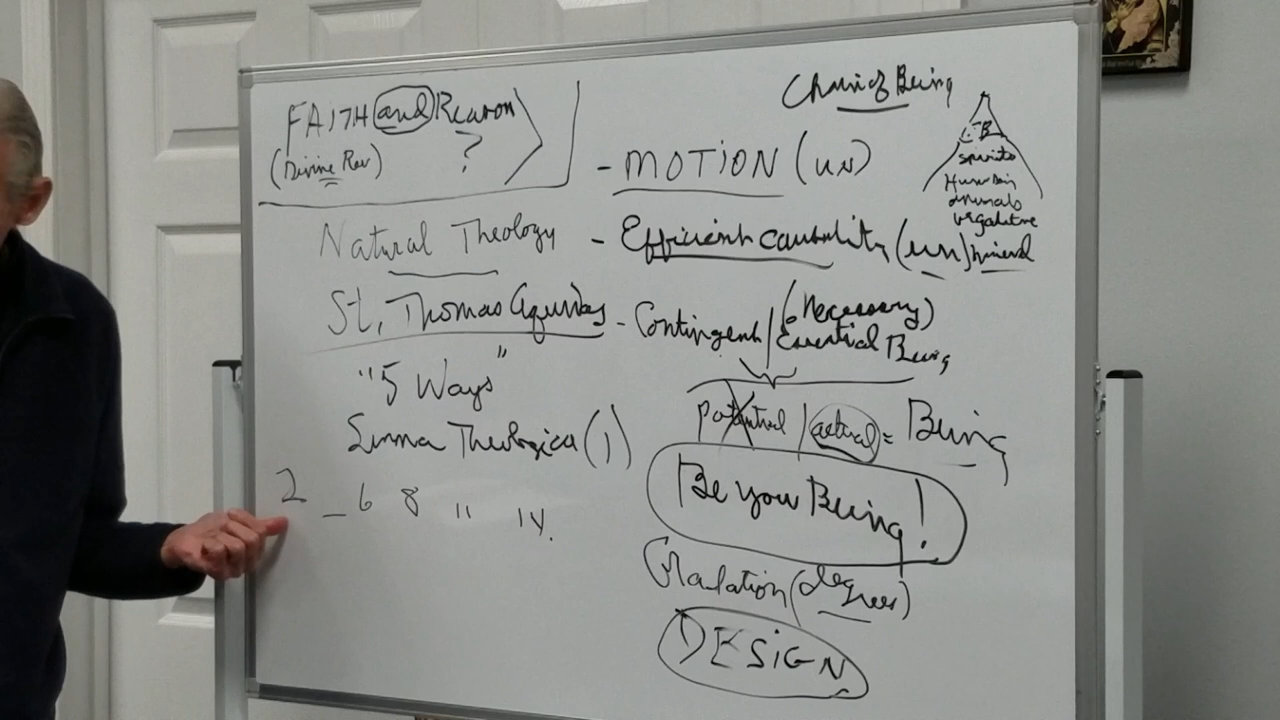 FAITH and Reason
(Divine Rev) ?
Natural Theology
St. Thomas Aquinas
"5 Ways"
Summa Theologica (1)
2 _ 6 8 11 14.
Chain of Being
- MOTION (un)
- Efficient causality (un)
- Contingent / (Necessary)
Essential Being
potential / actual = Being
Be you Being!
Gradation (degrees)
DESIGN
B
spirits
animals
vegetative
mineral